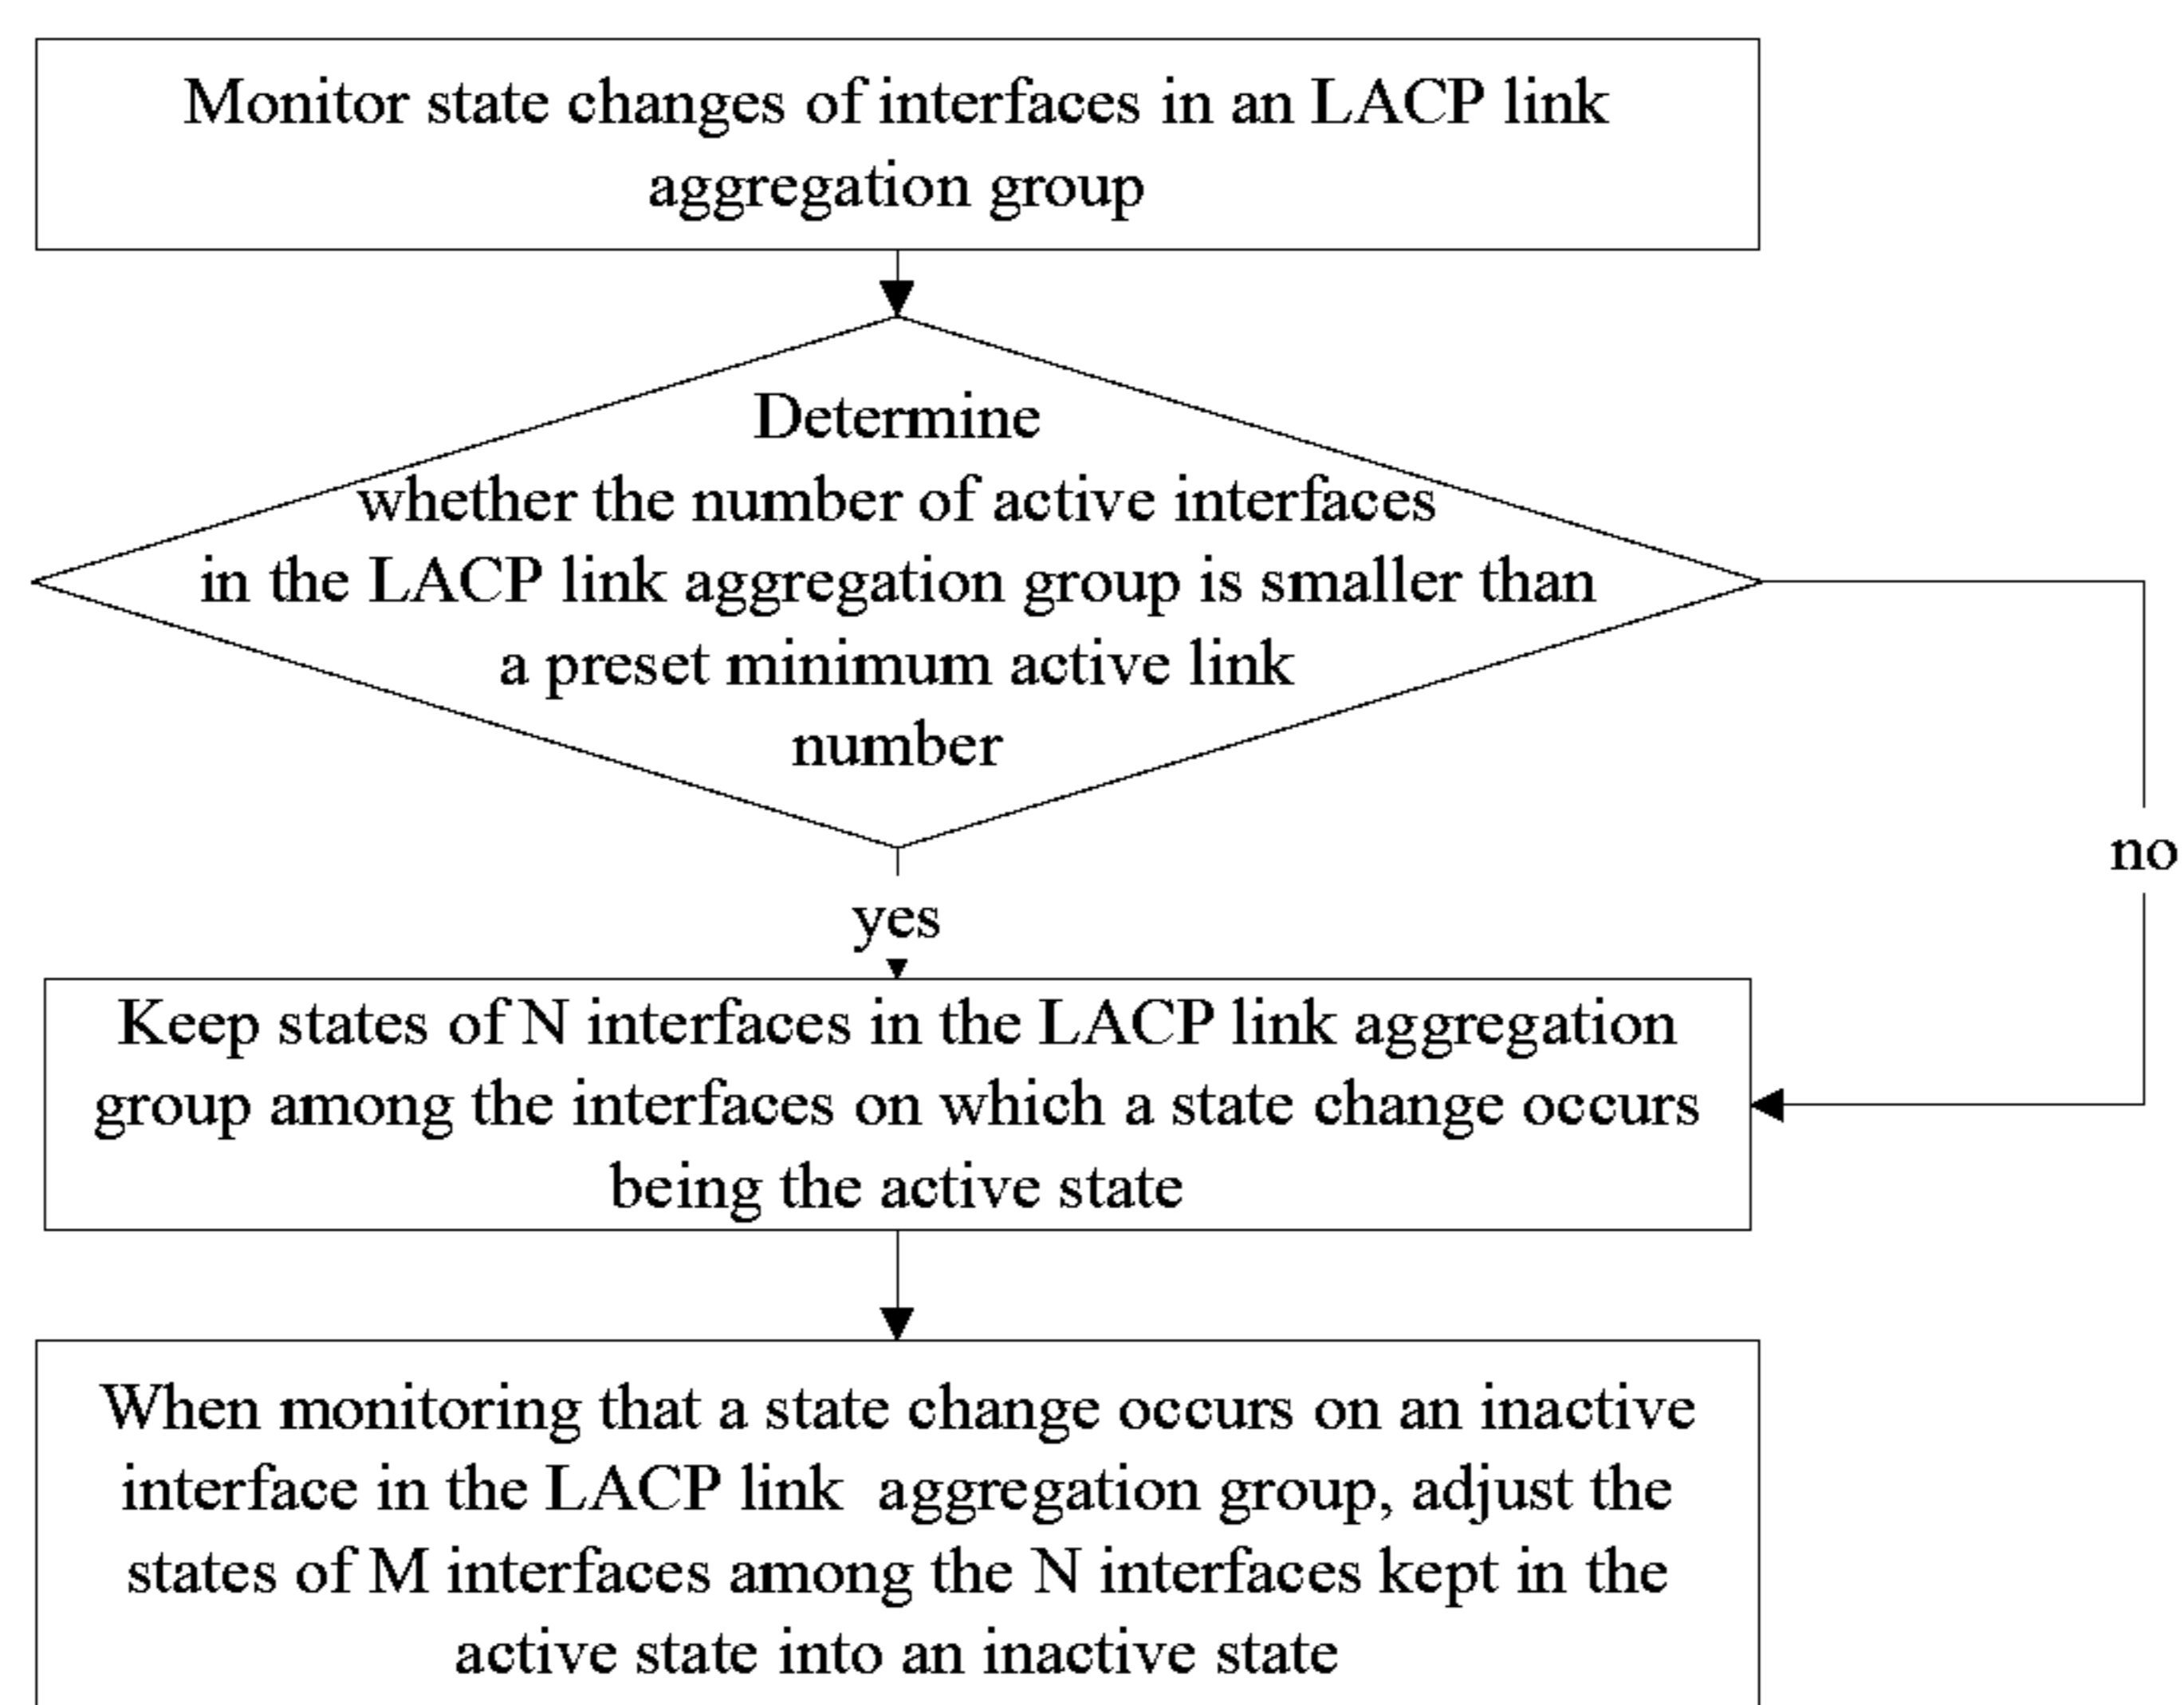 Monitor state changes of interfaces in an LACP link
aggregation group
Determine
whether the number of active interfaces
in the LACP link aggregation group is smaller than
a preset minimum active link
number
no
yes
Keep states of N interfaces in the LACP link aggregation
group among the interfaces on which a state change occurs
being the active state
When monitoring that a state change occurs on an inactive
interface in the LACP link aggregation group, adjust the
states of M interfaces among the N interfaces kept in the
active state into an inactive state